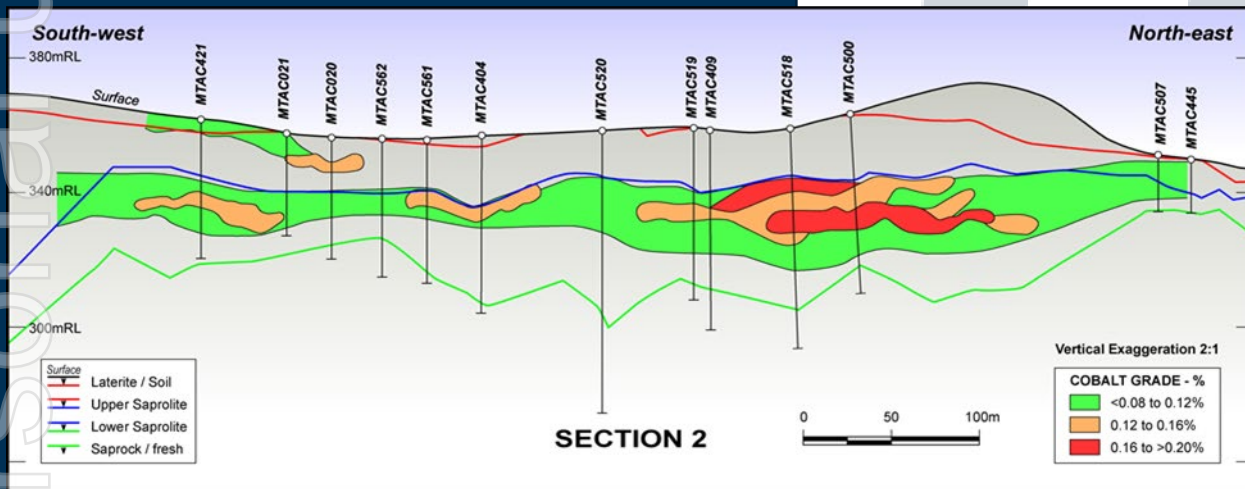 South-west
North-east
380mRL
Surface
MTAC421
MTAC021
MTAC020
MTAC562
MTAC561
MTAC404
MTAC520
MTAC519
MTAC409
MTAC518
MTAC500
MTAC507
MTAC445
340mRL
300mRL
Surface
Laterite / Soil
Upper Saprolite
Lower Saprolite
Saprock / fresh
SECTION 2
0 50 100m
Vertical Exaggeration 2:1
COBALT GRADE - %
<0.08 to 0.12%
0.12 to 0.16%
0.16 to >0.20%